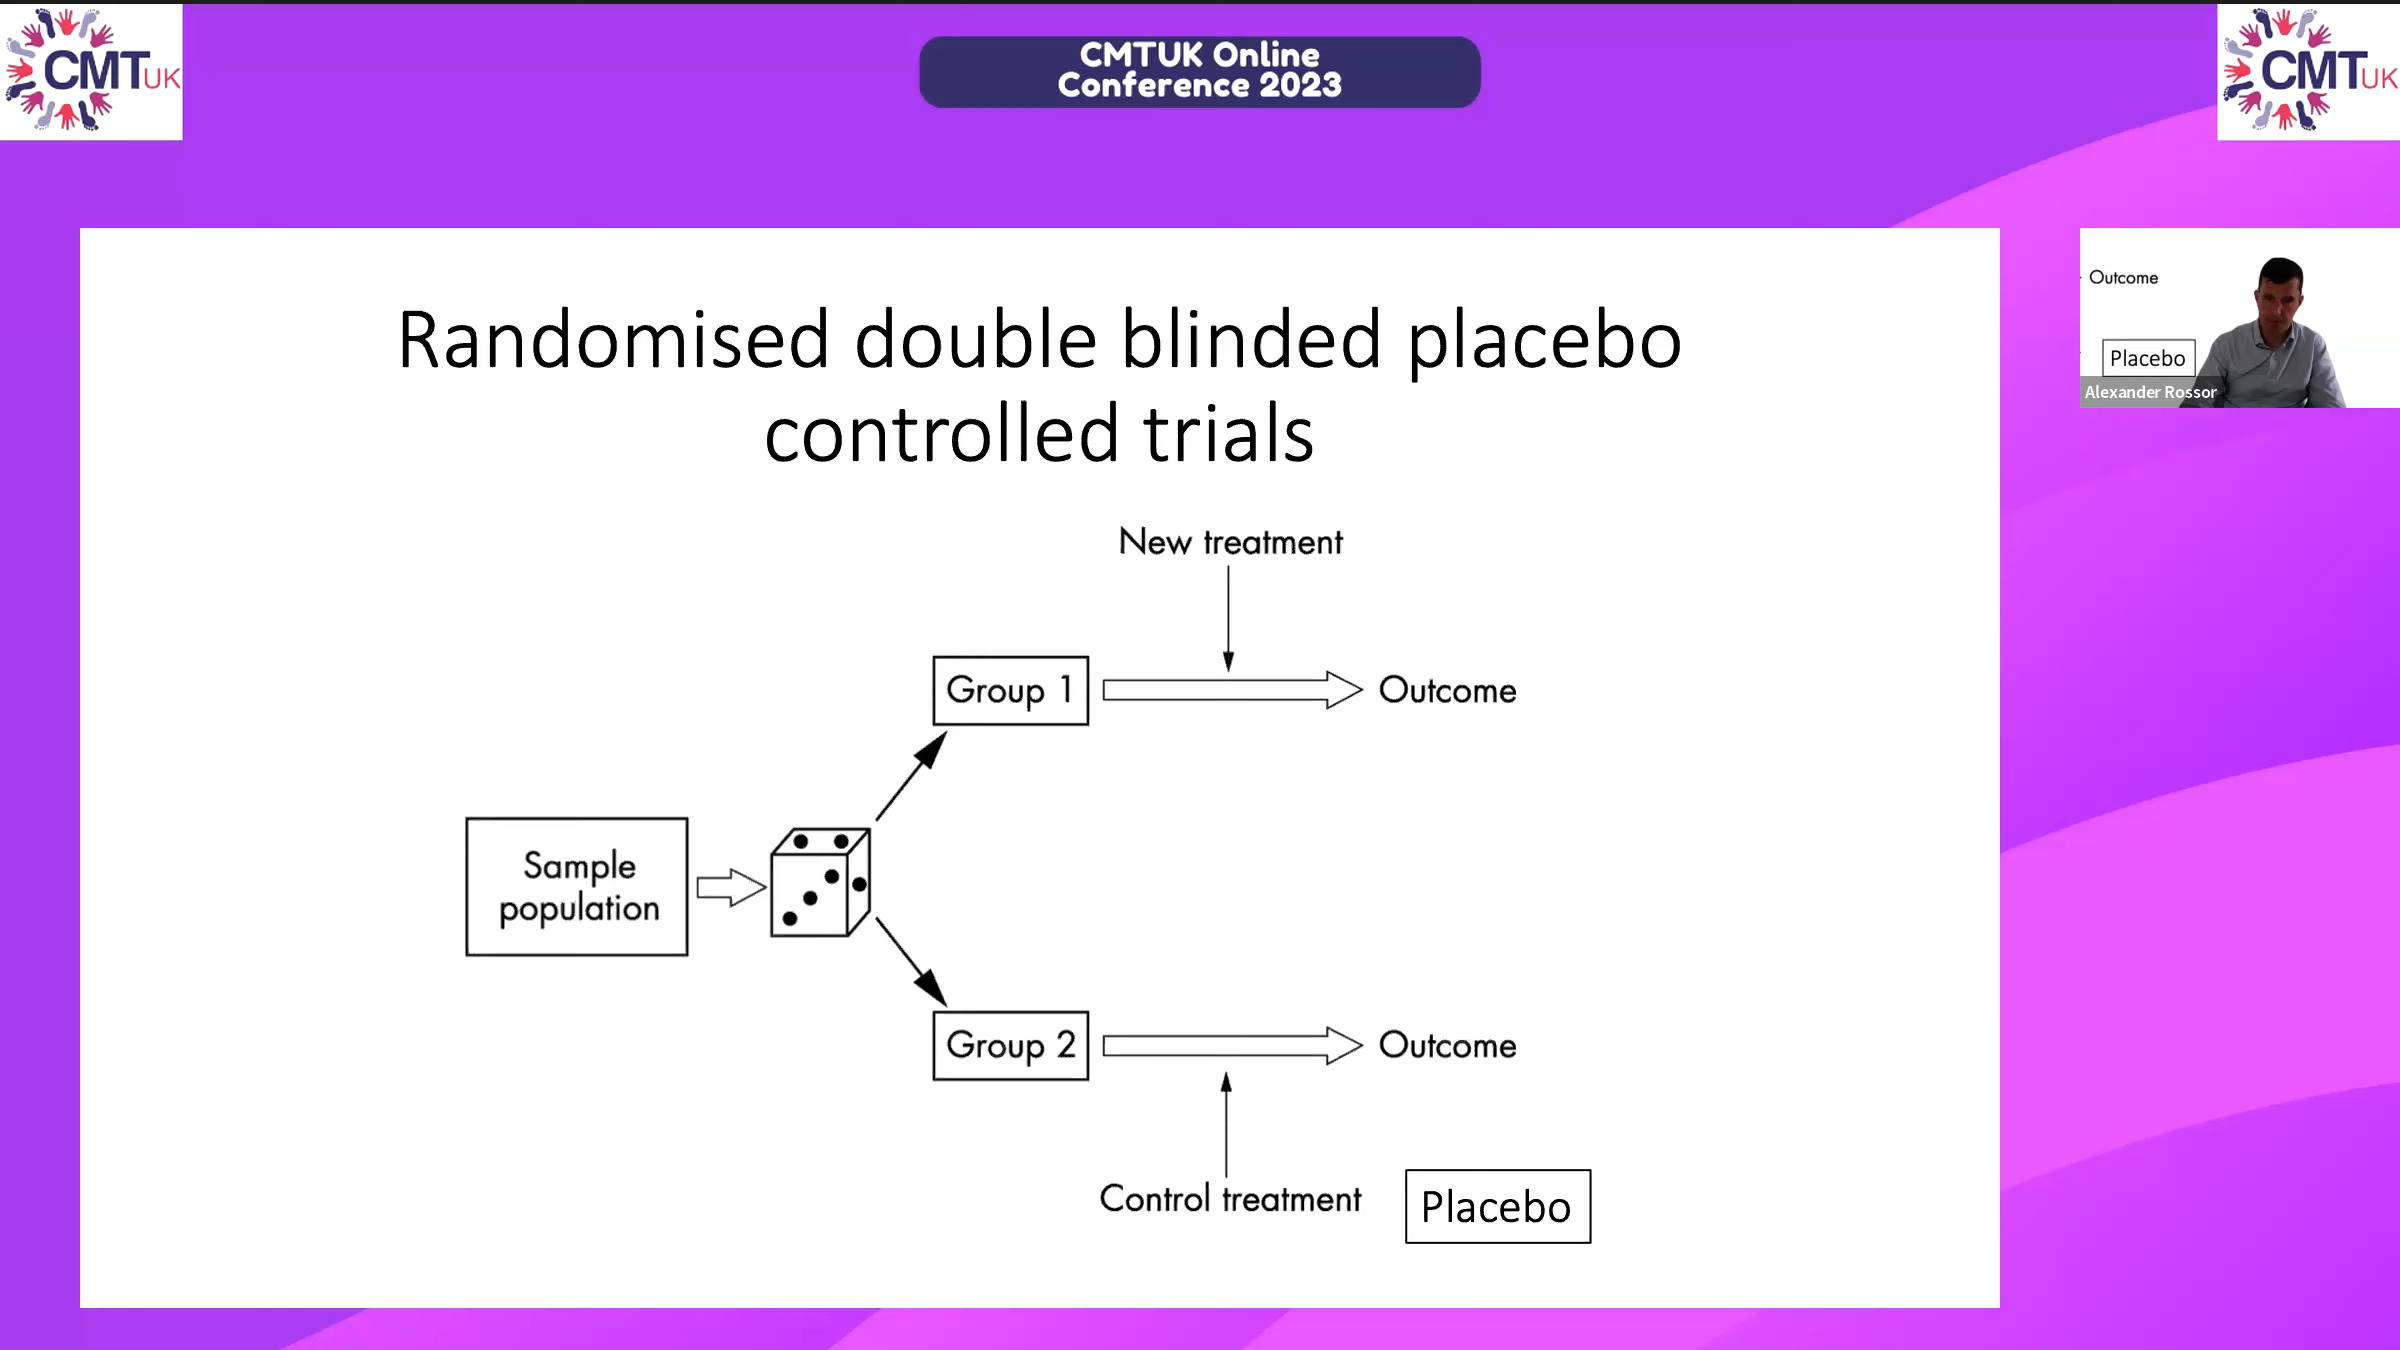 CMTUK
CMTUK Online
Conference 2023
CMTUK
Randomised double blinded placebo
controlled trials
New treatment
Group 1
Outcome
Sample
population
Group 2
Outcome
Control treatment
Placebo
Outcome
Placebo
Alexander Rossor